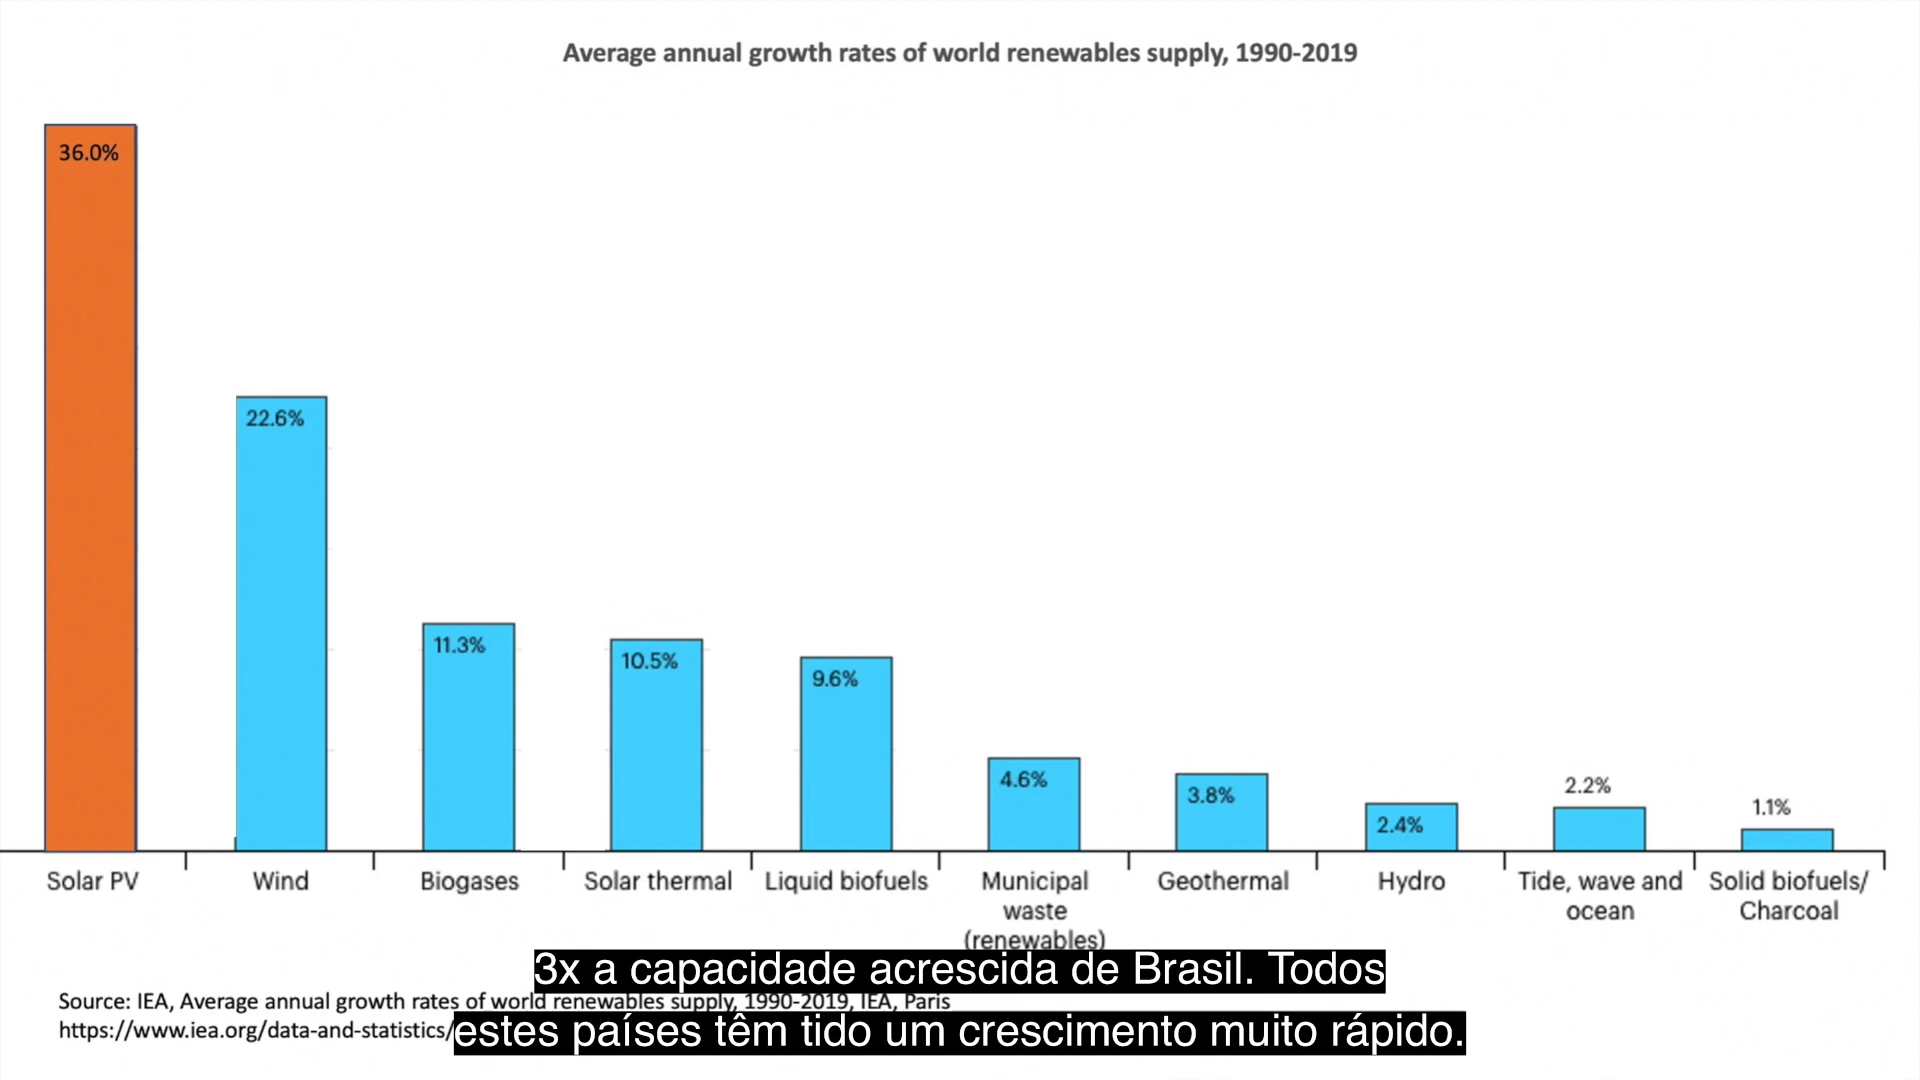 Average annual growth rates of world renewables supply, 1990-2019
36.0%
22.6%
11.3%
10.5%
9.6%
4.6%
3.8%
2.4%
2.2%
1.1%
Solar PV
Wind
Biogases
Solar thermal
Liquid biofuels
Municipal
waste
(renewables)
Geothermal
Hydro
Tide, wave and
ocean
Solid biofuels/
Charcoal
3x a capacidade acrescida de Brasil. Todos
estes países têm tido um crescimento muito rápido.
Source: IEA, Average annual growth rates of world renewables supply, 1990-2019, IEA, Paris
https://www.iea.org/data-and-statistics/